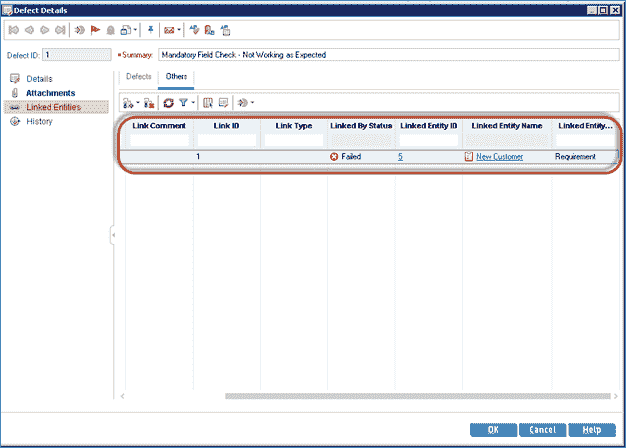 Defect Details
Defect ID: 1 *Summary: Mandatory Field Check - Not Working as Expected
Details
Attachments
Linked Entities
History
Defects Others
Link Comment Link ID Link Type Linked By Status Linked Entity ID Linked Entity Name Linked Entity...
1 Failed 5 New Customer Requirement
OK Cancel Help